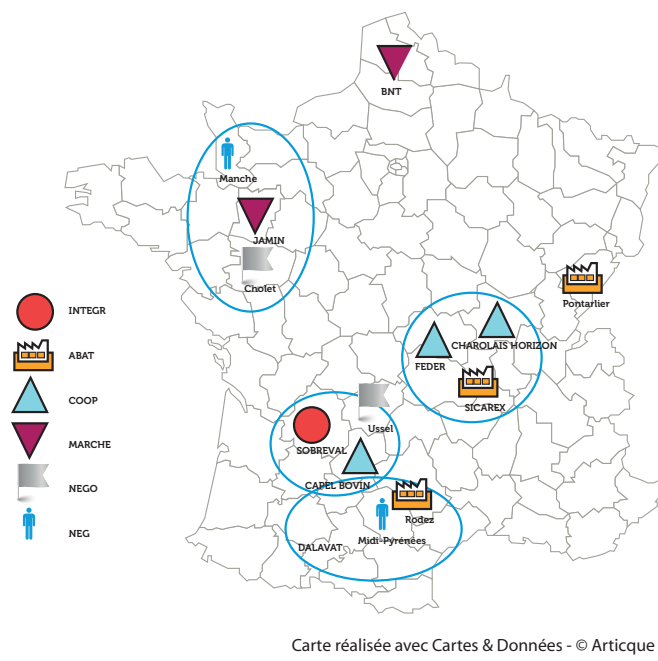 BNT
Manche
JAMIN
Cholet
Pontarlier
INTEGR
ABAT
COOP
MARCHE
NEGO
NEG
CHAROLAIS HORIZON
FEDER
SICAREX
Ussel
SOBREVAL
CAPEL BOVIN
Rodez
Midi-Pyrénées
DALAVAT
Carte réalisée avec Cartes & Données - © Articque